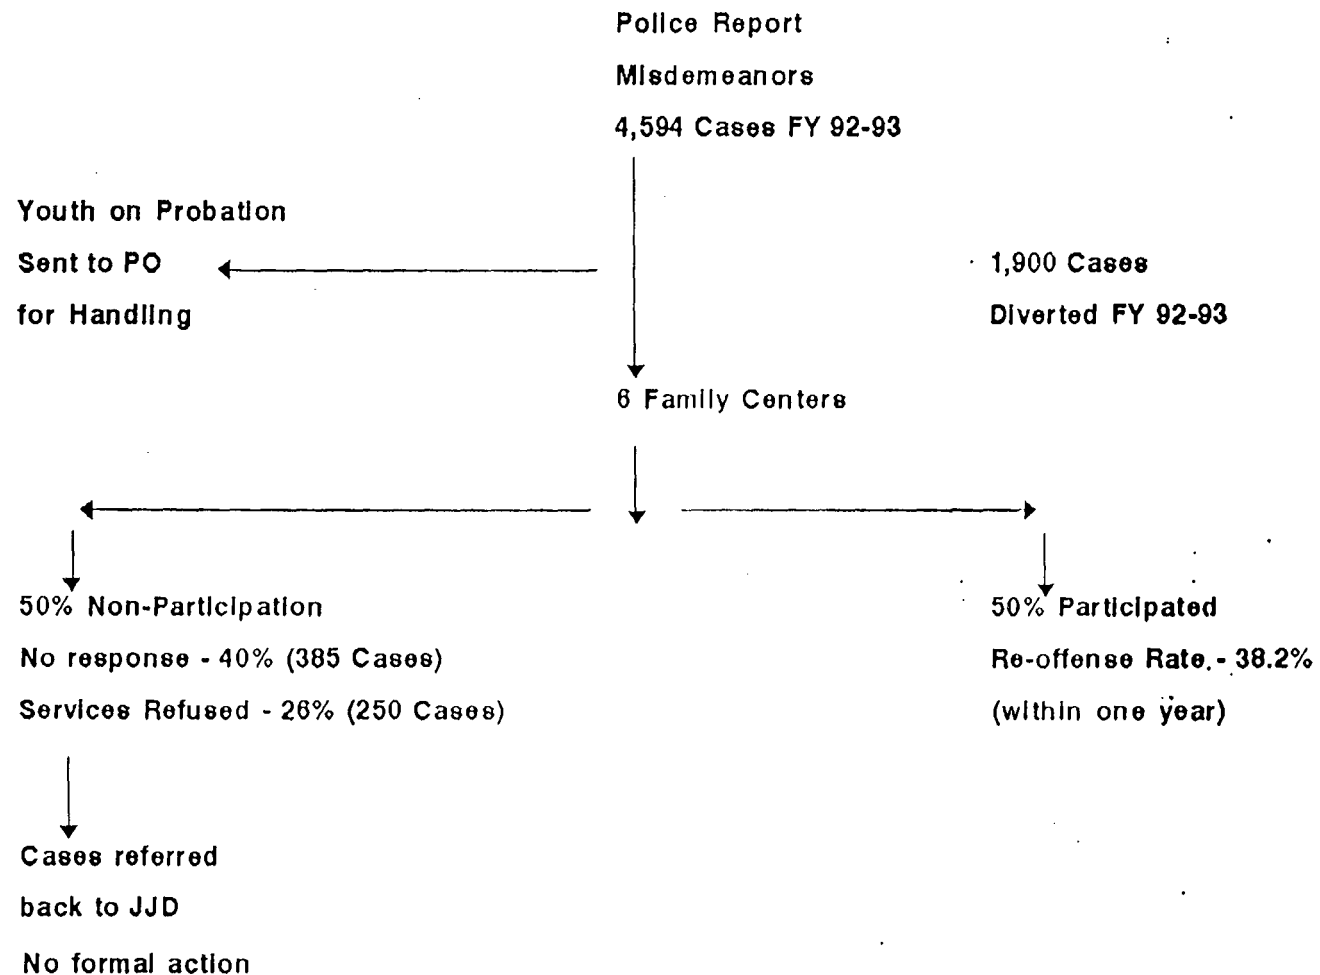 Police Report
Misdemeanors
4,594 Cases FY 92-93
Youth on Probation
Sent to PO
for Handling
1,900 Cases
Diverted FY 92-93
6 Family Centers
50% Non-Participation
No response - 40% (385 Cases)
Services Refused - 26% (250 Cases)
50% Participated
Re-offense Rate - 38.2%
(within one year)
Cases referred
back to JJD
No formal action